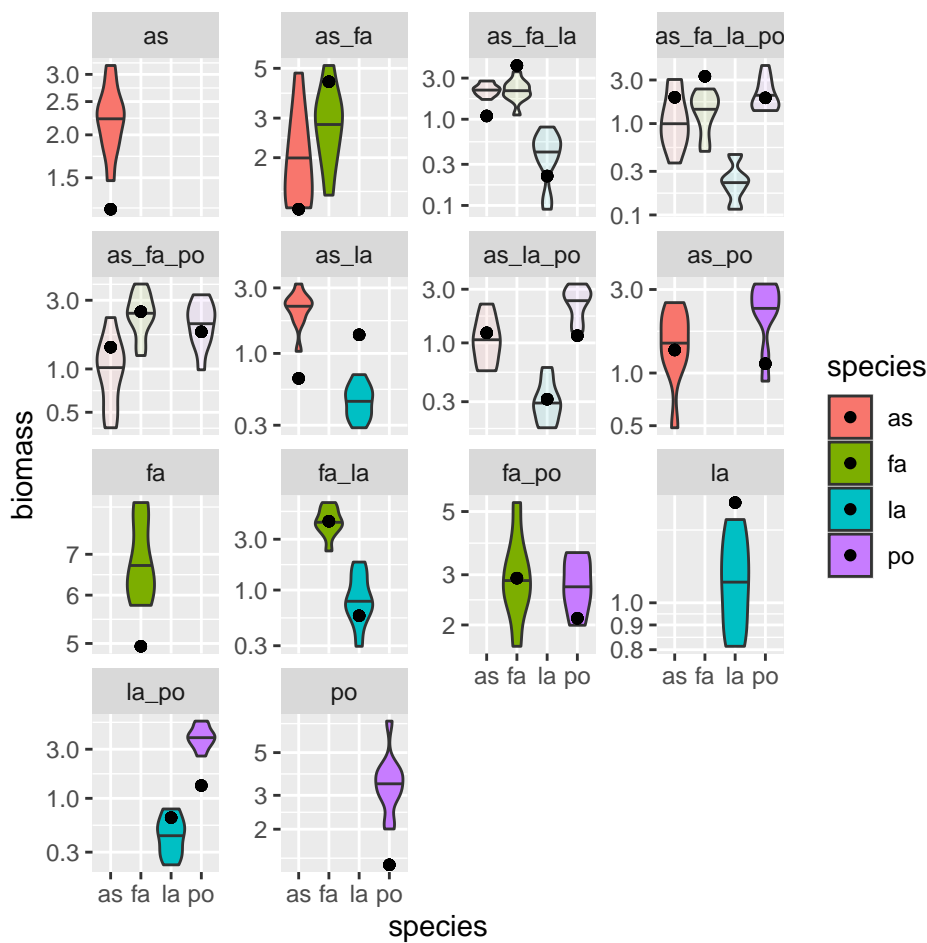 as
as_fa
as_fa_la
as_fa_la_po
3.0
2.5
2.0
1.5
5
3
2
3.0
1.0
0.3
0.1
3.0
1.0
0.3
0.1
as_fa_po
as_la
as_la_po
as_po
3.0
1.0
0.5
3.0
1.0
0.3
3.0
1.0
0.3
3.0
1.0
0.5
fa
fa_la
fa_po
la
7
6
5
3.0
1.0
0.3
5
3
2
1.0
0.9
0.8
as fa la po
as fa la po
la_po
po
3.0
1.0
0.3
5
3
2
as fa la po
as fa la po
species
biomass
species
as
fa
la
po